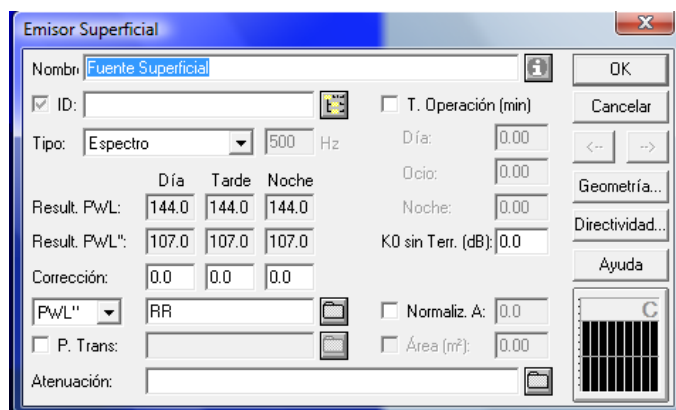 Emisor Superficial
x
Nombr Fuente Superficial
i
OK
ID:
T. Operación (min)
Cancelar
Tipo: Espectro 500 Hz
Día: 0.00
<-- -->
Día Tarde Noche
Ocio: 0.00
Geometría...
Result. PWL: 144.0 144.0 144.0
Noche: 0.00
Directividad...
Result. PWL": 107.0 107.0 107.0
K0 sin Terr. (dB): 0.0
Ayuda
Corrección: 0.0 0.0 0.0
PWL" RR
Normaliz. A: 0.0
C
P. Trans:
Área (m²): 0.00
Atenuación: